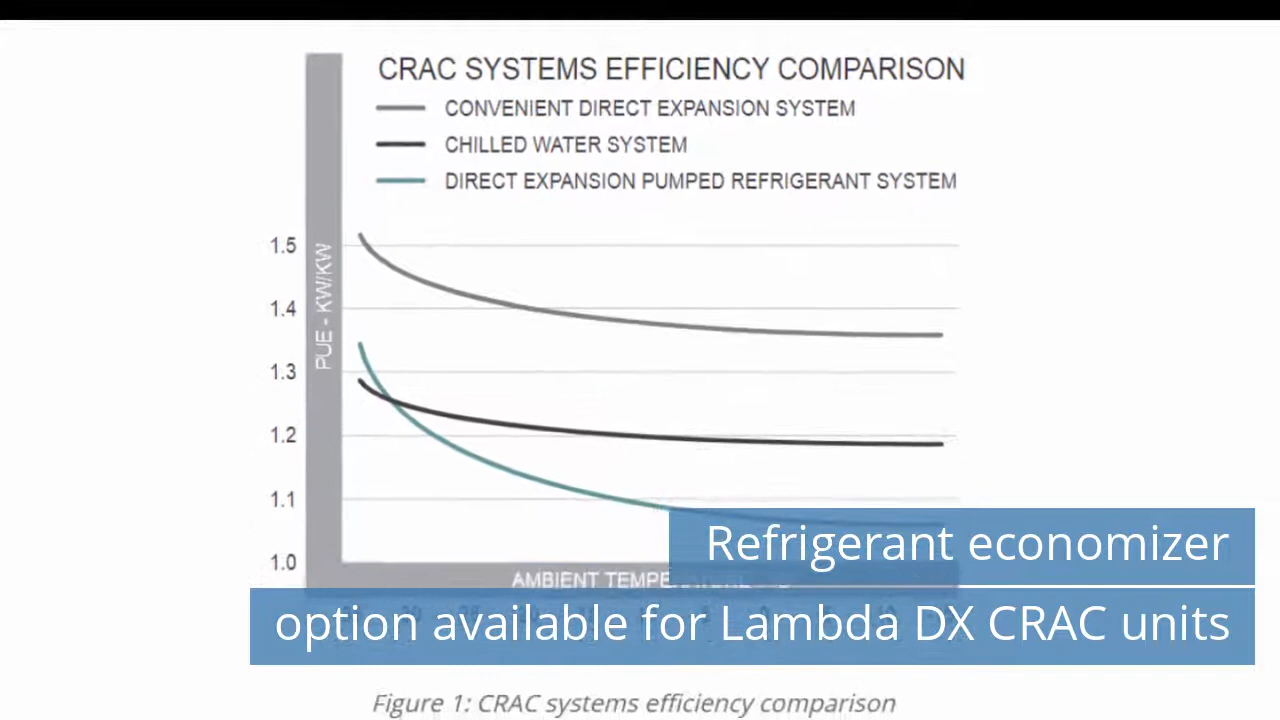 CRAC SYSTEMS EFFICIENCY COMPARISON
CONVENIENT DIRECT EXPANSION SYSTEM
CHILLED WATER SYSTEM
DIRECT EXPANSION PUMPED REFRIGERANT SYSTEM
1.5
1.4
1.3
1.2
1.1
1.0
PUE - KW/KW
AMBIENT
Refrigerant economizer
option available for Lambda DX CRAC units
Figure 1: CRAC systems efficiency comparison